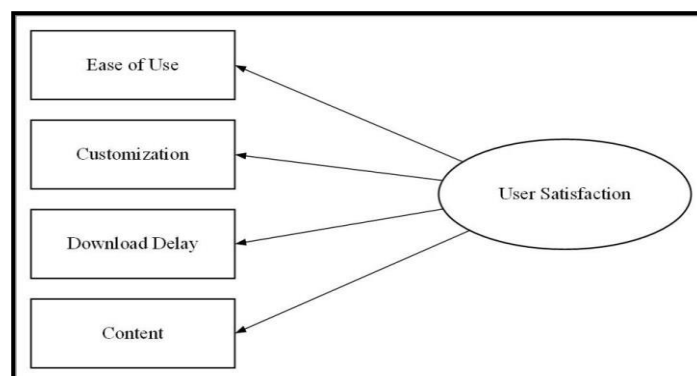 Ease of Use
Customization
User Satisfaction
Download Delay
Content